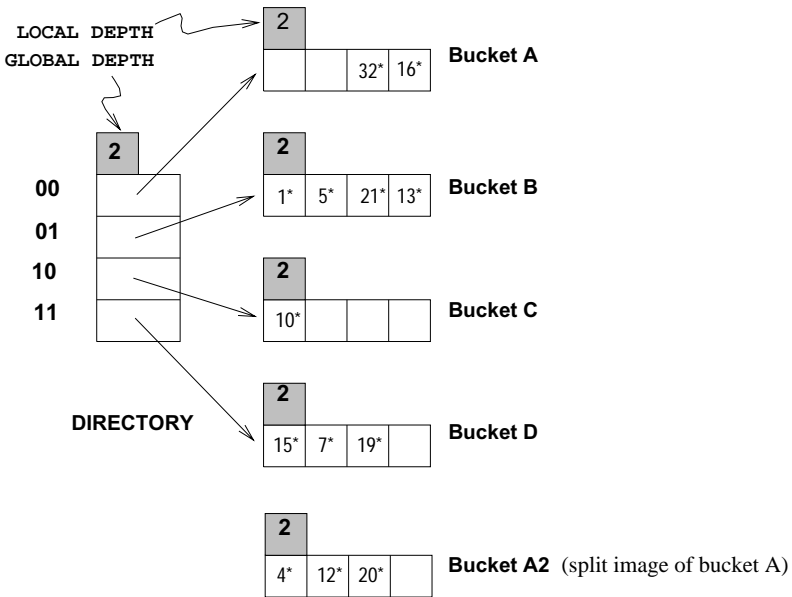 LOCAL DEPTH
GLOBAL DEPTH
2
32* 16*
Bucket A
2
00
01
10
11
DIRECTORY
2
1* 5* 21* 13*
Bucket B
2
10*
Bucket C
2
15* 7* 19*
Bucket D
2
4* 12* 20*
Bucket A2 (split image of bucket A)